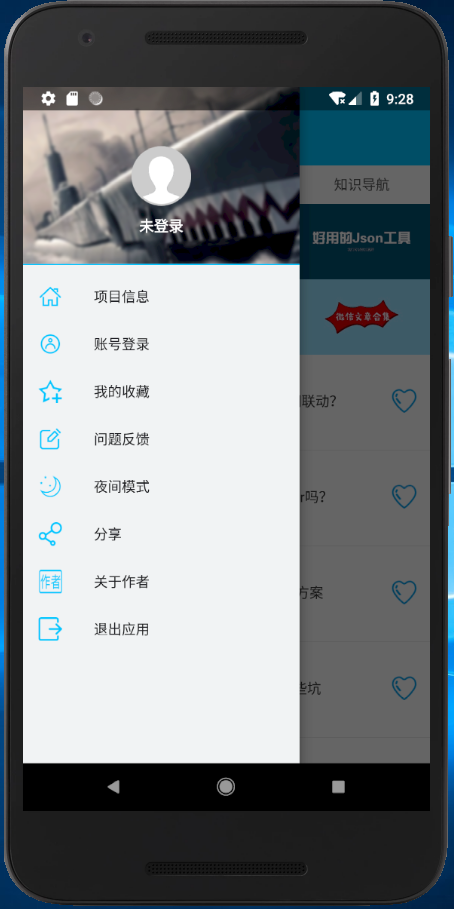 9:28
未登录
知识导航
好用的Json工具
微信文章合集
项目信息
账号登录
我的收藏
问题反馈
夜间模式
分享
作者
关于作者
退出应用
联动?
r吗?
方案
些坑